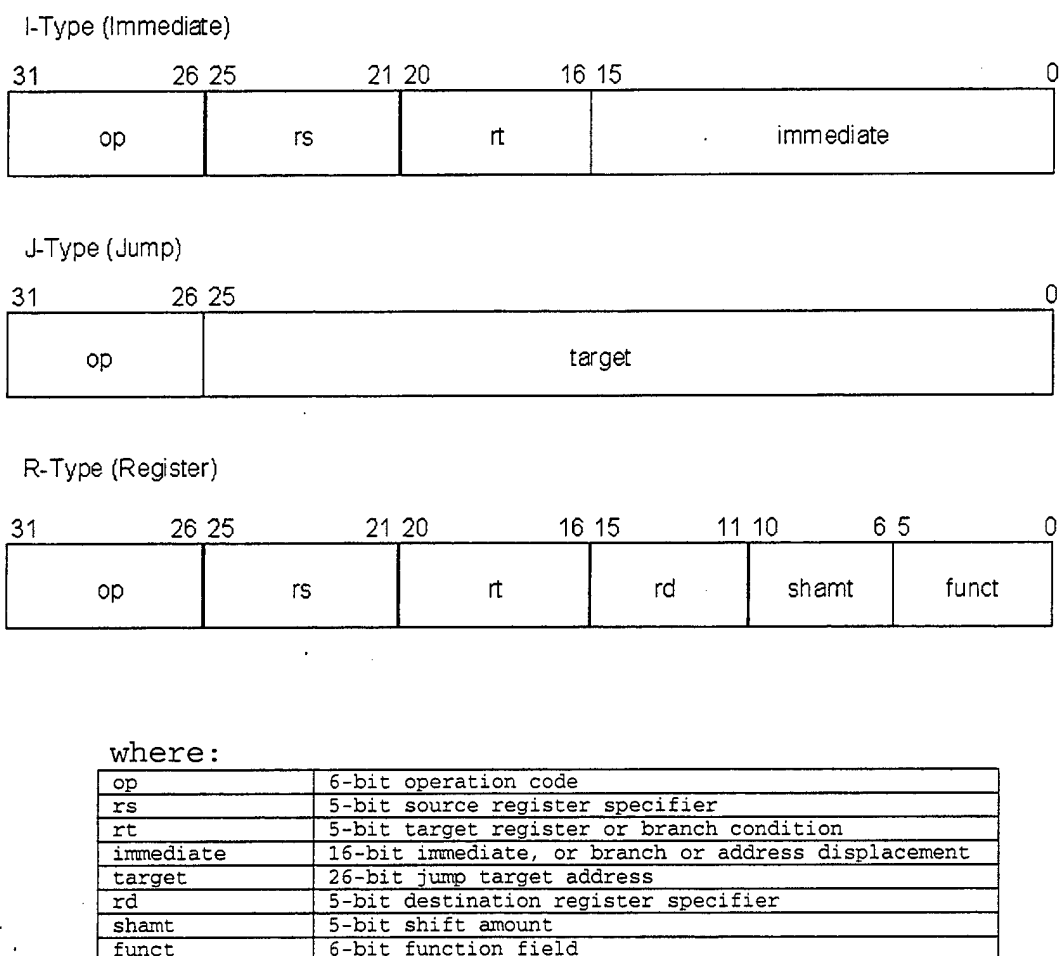 I-Type (Immediate)
31 26 25 21 20 16 15 0
op rs rt immediate
J-Type (Jump)
31 26 25 0
op target
R-Type (Register)
31 26 25 21 20 16 15 11 10 6 5 0
op rs rt rd shamt funct
where:
op 6-bit operation code
rs 5-bit source register specifier
rt 5-bit target register or branch condition
immediate 16-bit immediate, or branch or address displacement
target 26-bit jump target address
rd 5-bit destination register specifier
shamt 5-bit shift amount
funct 6-bit function field